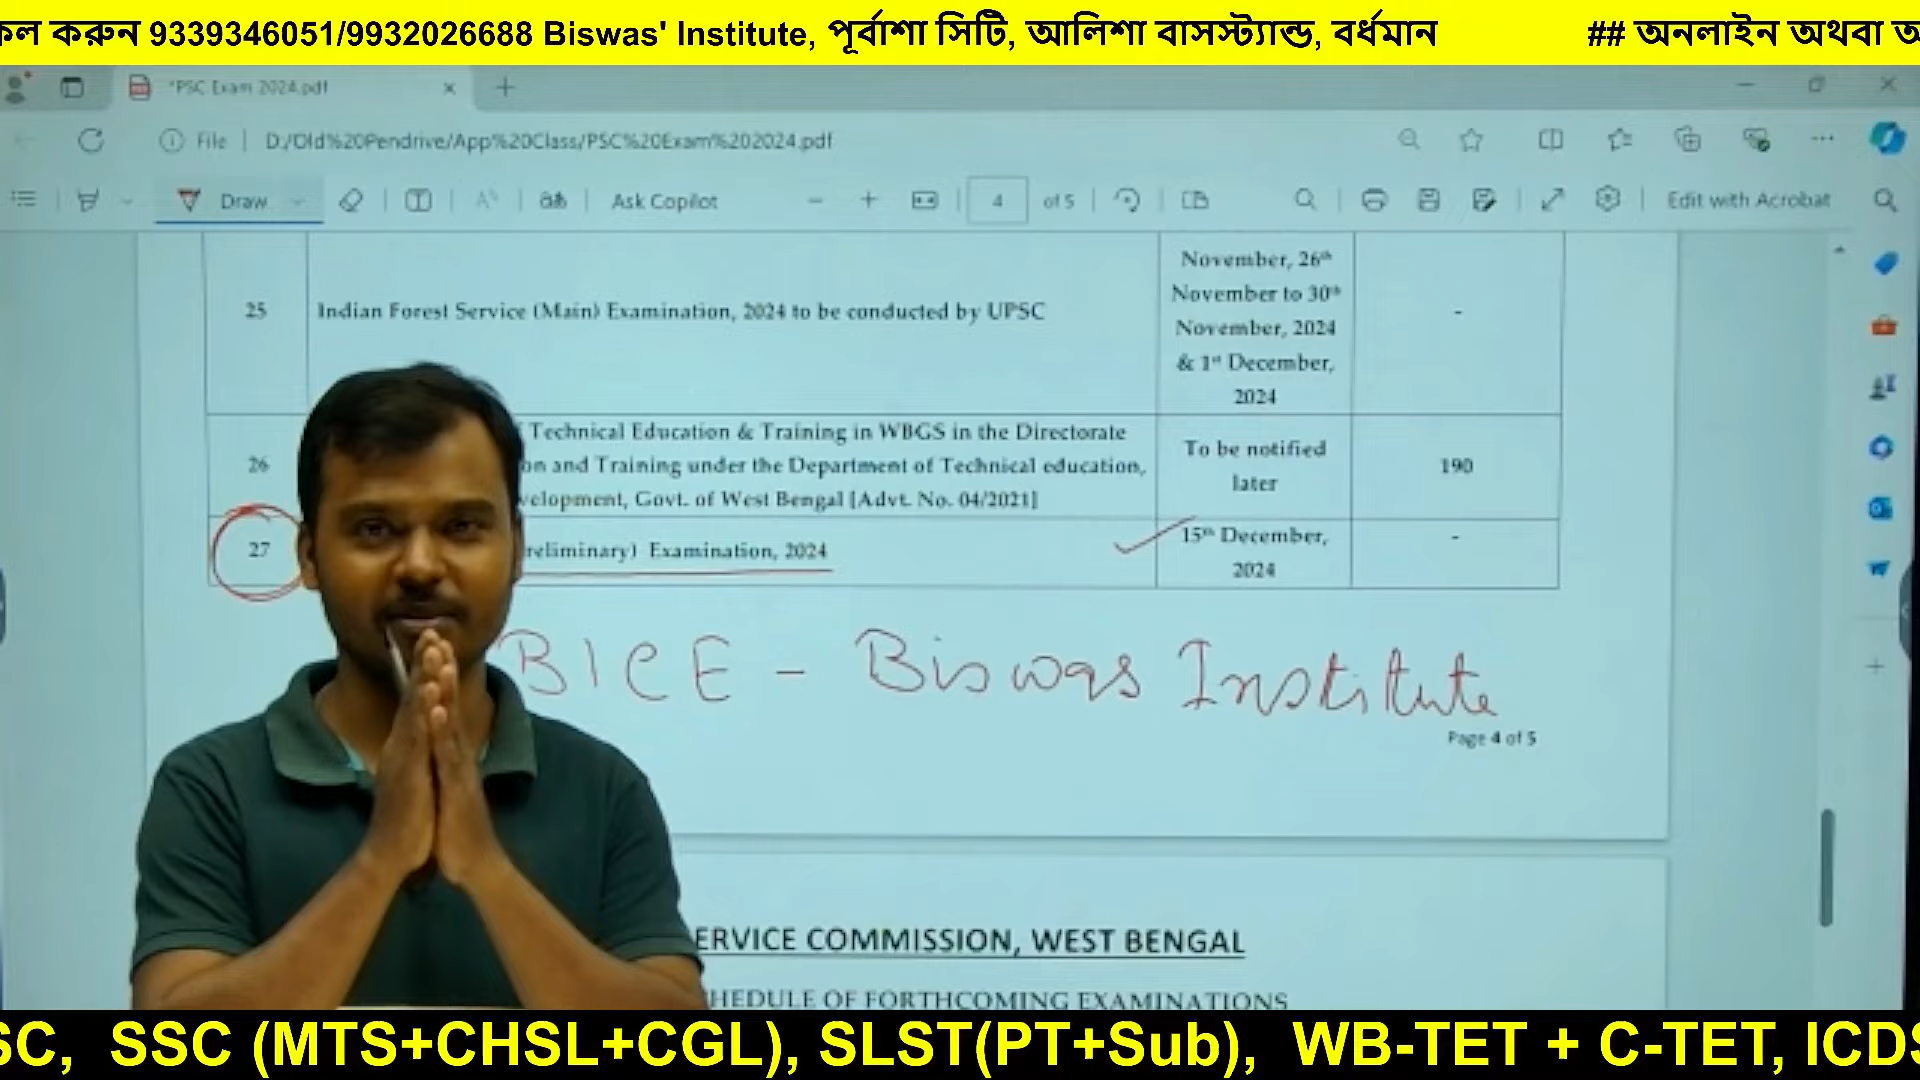 কল করুন 9339346051/9932026688 Biswas' Institute, পূর্বাশা সিটি, আলিশা বাসস্ট্যান্ড, বর্ধমান ## অনলাইন অথবা অ
*PSC Exam 2024.pdf
File D:/Old%20Pendrive/App%20Class/PSC%20Exam%202024.pdf
Draw Ask Copilot 4 of 5 Edit with Acrobat
25 Indian Forest Service (Main) Examination, 2024 to be conducted by UPSC
November, 26th
November to 30th
November, 2024
& 1st December,
2024
-
26
Technical Education & Training in WBGS in the Directorate
on and Training under the Department of Technical education,
velopment, Govt. of West Bengal [Advt. No. 04/2021]
To be notified
later
190
27 reliminary) Examination, 2024
15th December,
2024
-
BICE - Biswas Institute
Page 4 of 5
ERVICE COMMISSION, WEST BENGAL
HEDULE OF FORTHCOMING EXAMINATIONS
SC, SSC (MTS+CHSL+CGL), SLST(PT+Sub), WB-TET + C-TET, ICDS